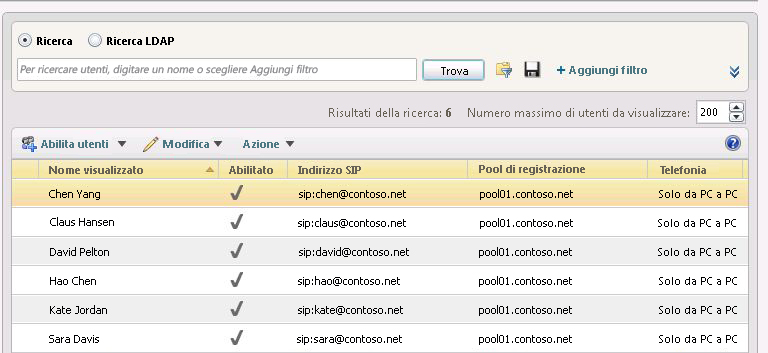 Ricerca Ricerca LDAP
Per ricercare utenti, digitare un nome o scegliere Aggiungi filtro Trova + Aggiungi filtro
Risultati della ricerca: 6 Numero massimo di utenti da visualizzare: 200
Abilita utenti Modifica Azione ?
Nome visualizzato Abilitato Indirizzo SIP Pool di registrazione Telefonia
Chen Yang sip:chen@contoso.net pool01.contoso.net Solo da PC a PC
Claus Hansen sip:claus@contoso.net pool01.contoso.net Solo da PC a PC
David Pelton sip:david@contoso.net pool01.contoso.net Solo da PC a PC
Hao Chen sip:hao@contoso.net pool01.contoso.net Solo da PC a PC
Kate Jordan sip:kate@contoso.net pool01.contoso.net Solo da PC a PC
Sara Davis sip:sara@contoso.net pool01.contoso.net Solo da PC a PC